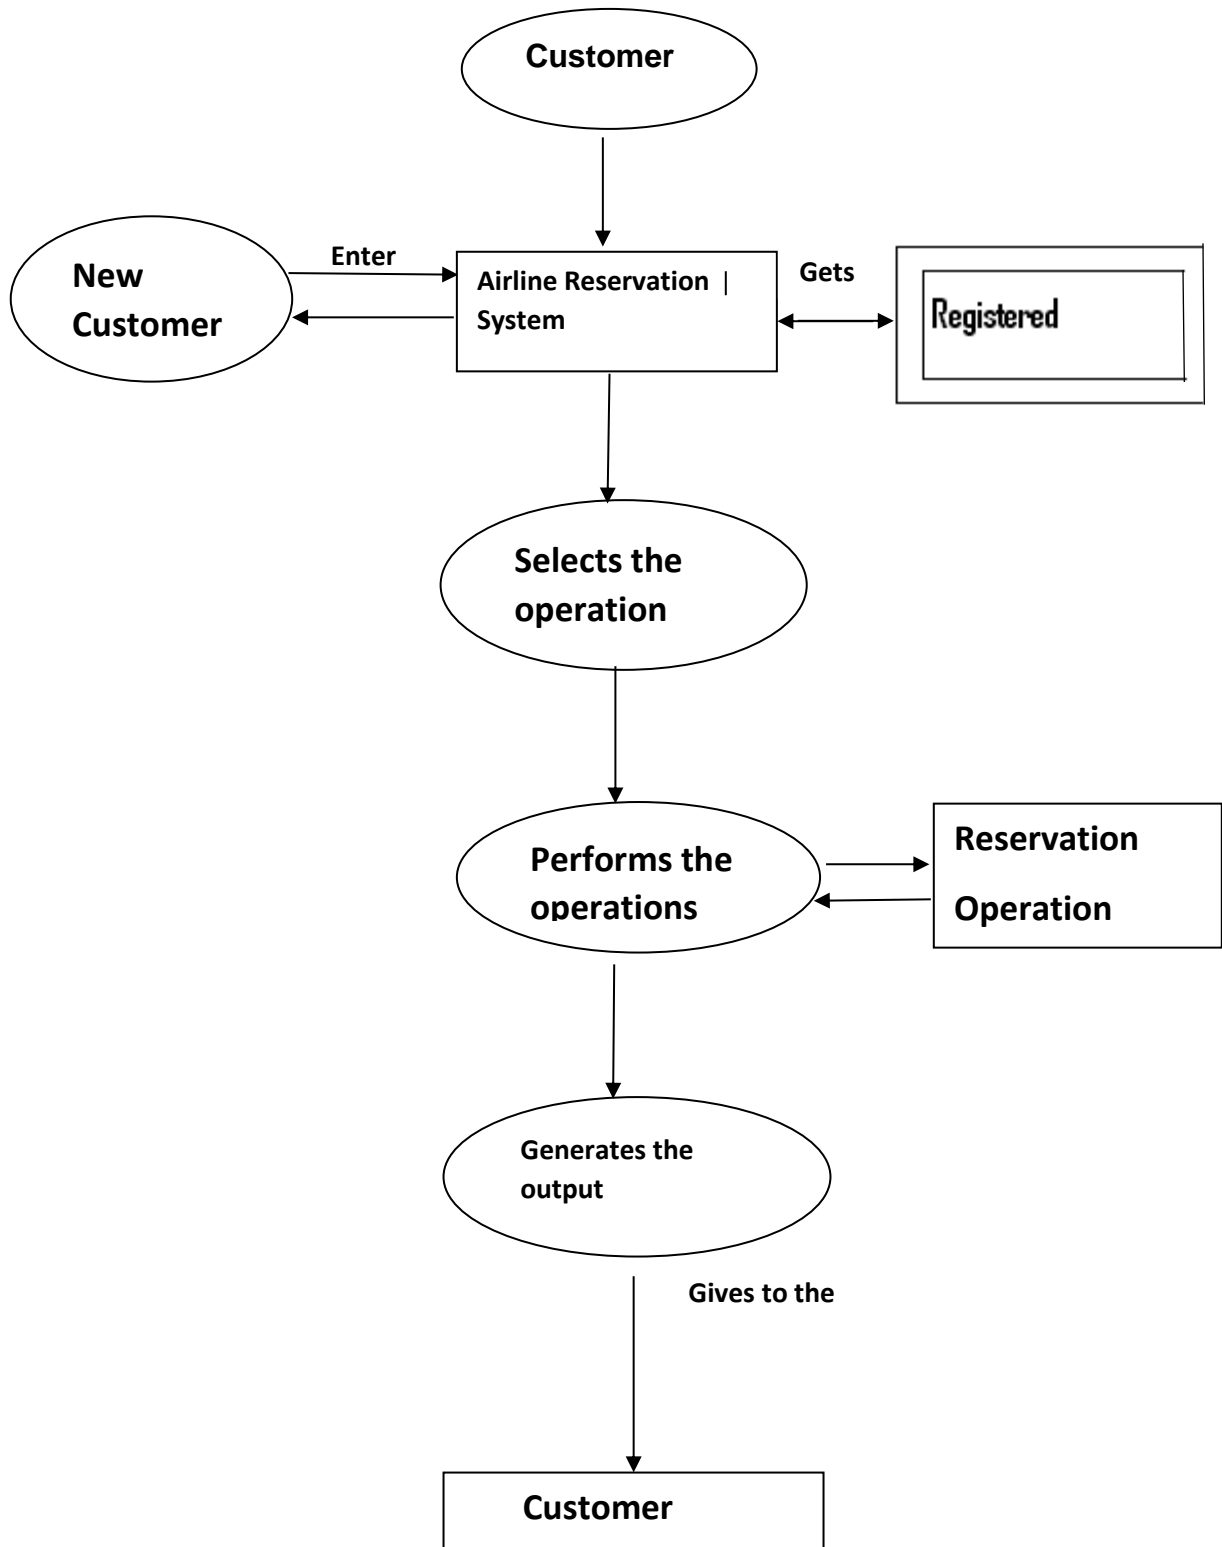 Customer
Enter
New
Customer
Airline Reservation |
System
Gets
Registered
Selects the
operation
Performs the
operations
Reservation
Operation
Generates the
output
Gives to the
Customer